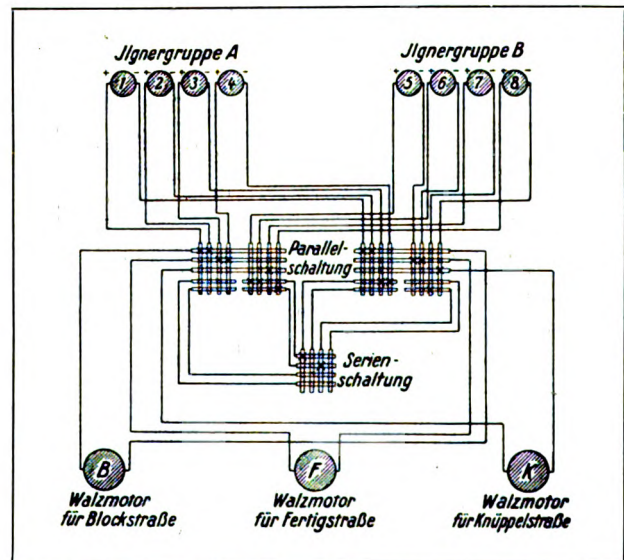 Jlgnergruppe A
Jlgnergruppe B
+ - + - + - + -
1 2 3 4
+ - + - + - + -
5 6 7 8
Parallel-
schaltung
Serien-
schaltung
B
F
K
Walzmotor
für Blockstraße
Walzmotor
für Fertigstraße
Walzmotor
für Knüppelstraße